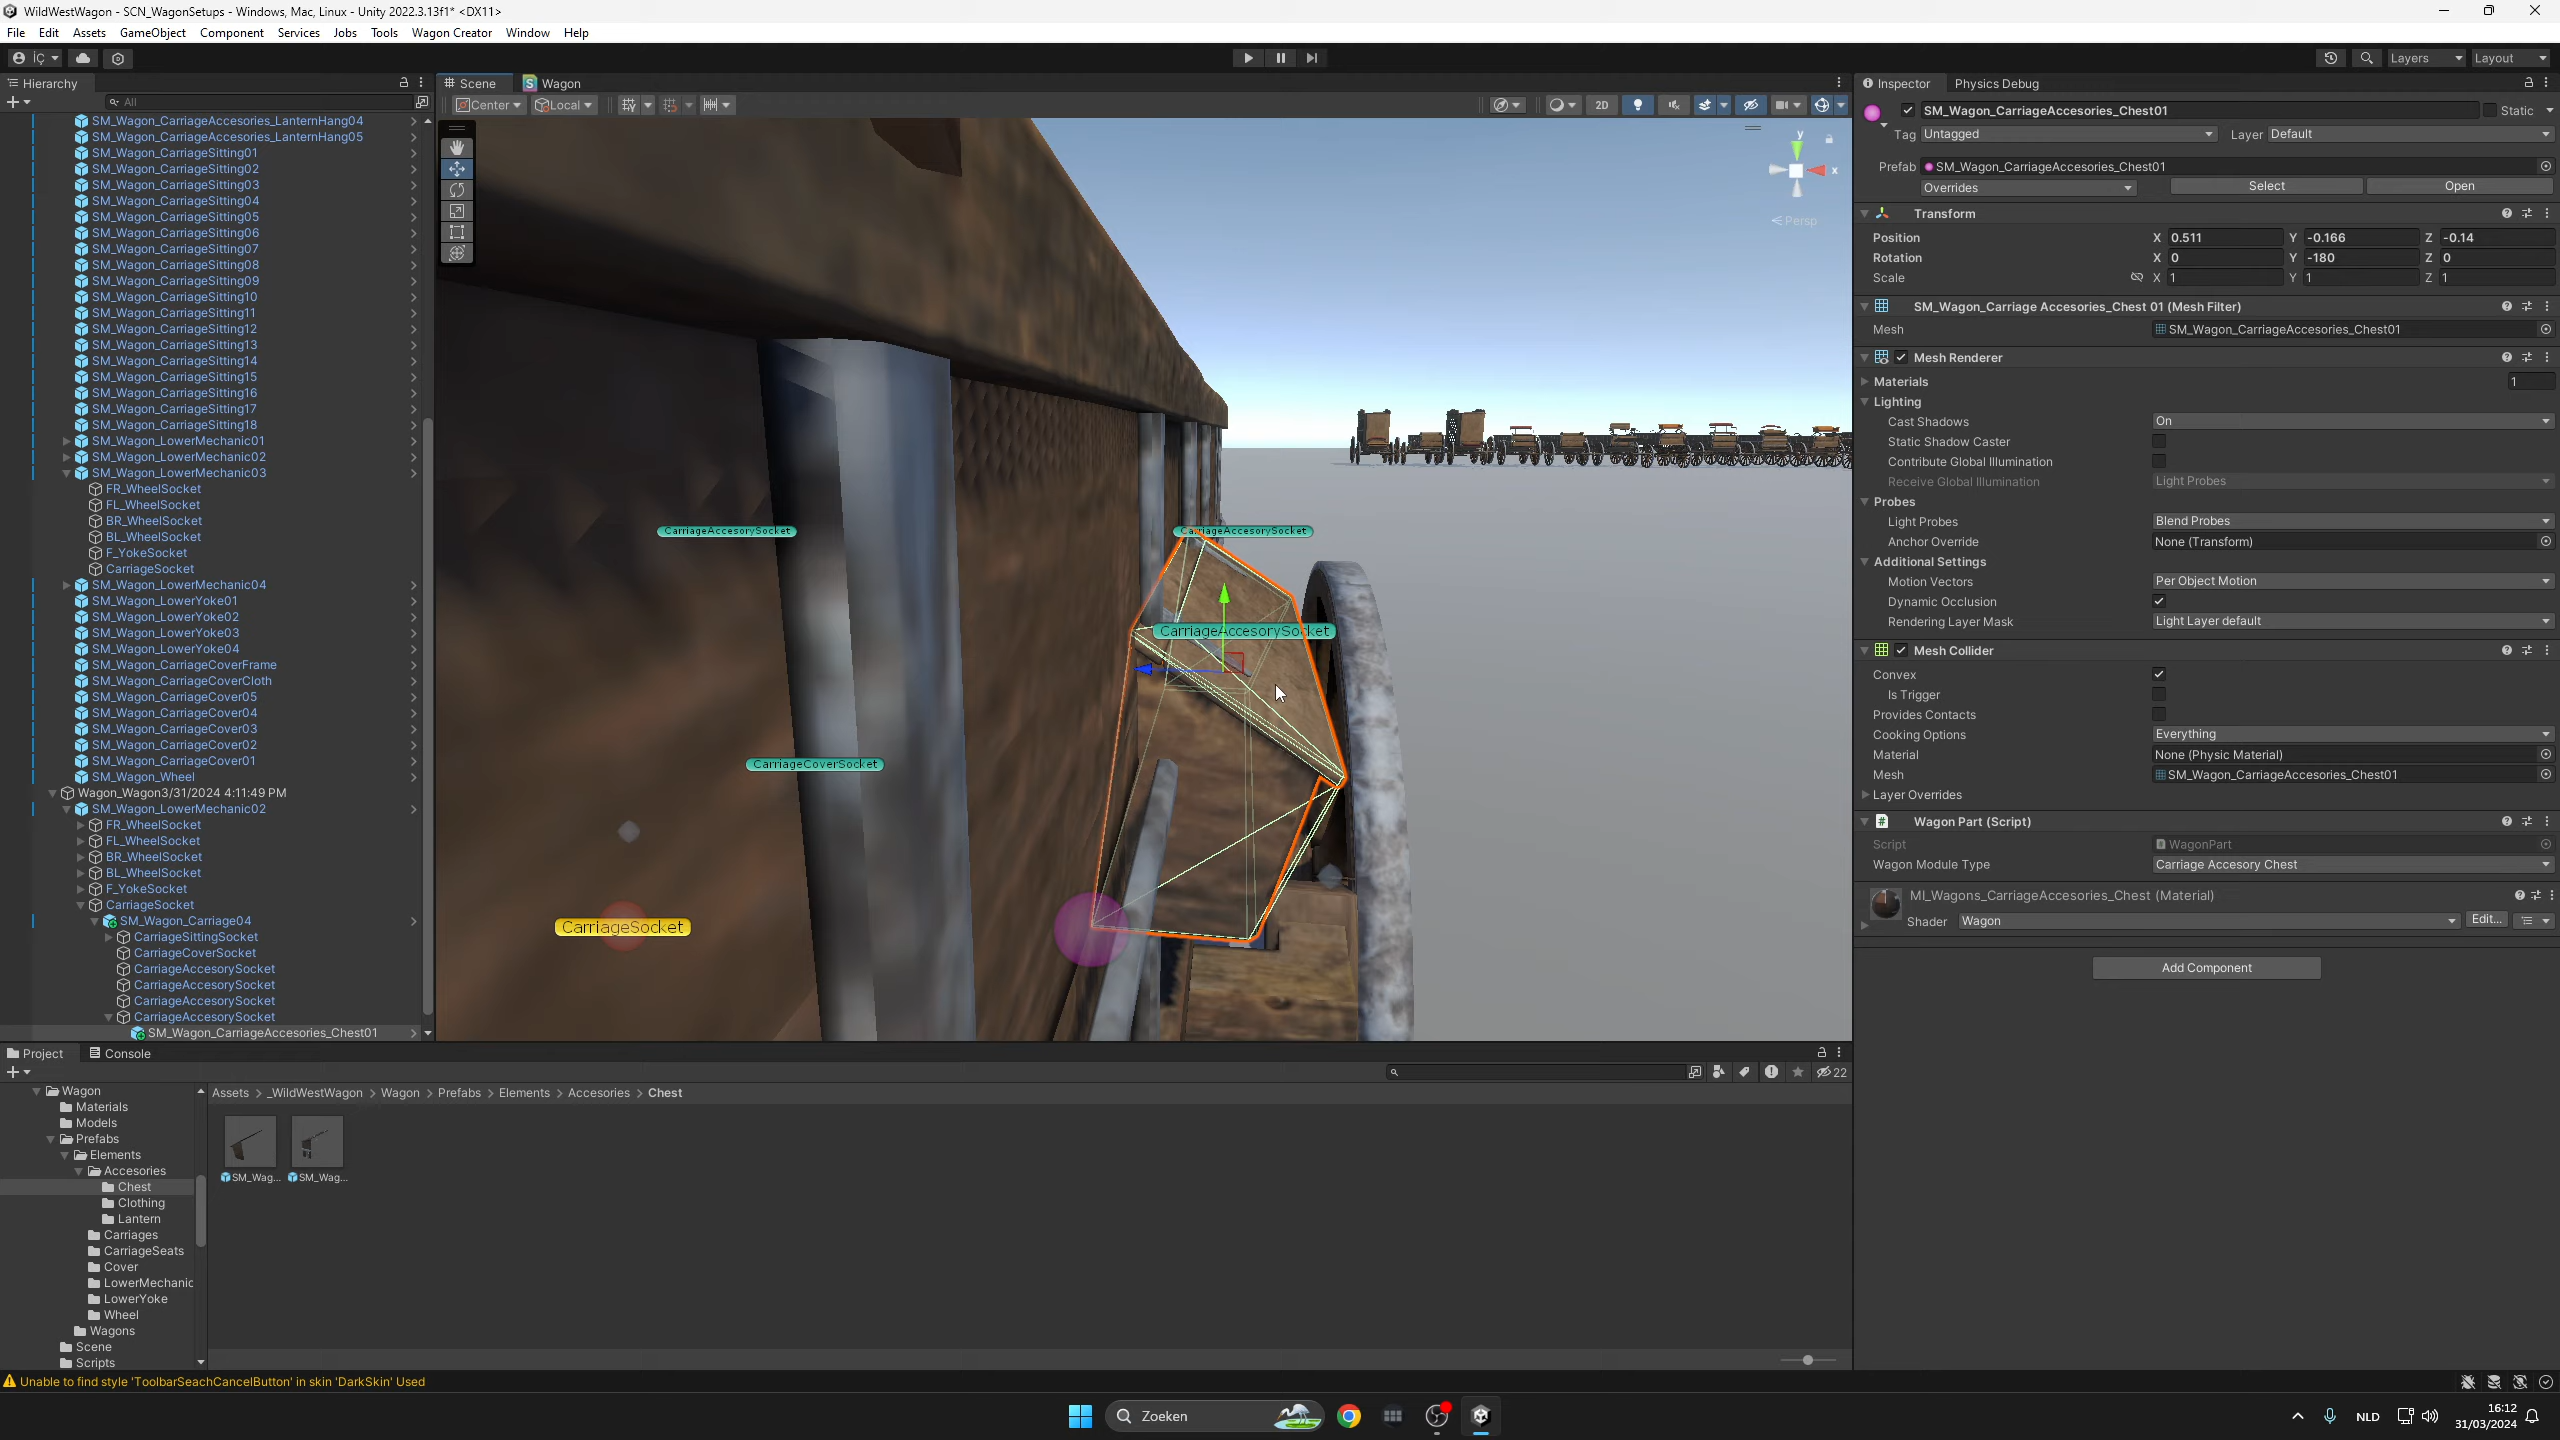 WildWestWagon - SCN_WagonSetups - Windows, Mac, Linux - Unity 2022.3.13f1* <DX11>
File Edit Assets GameObject Component Services Jobs Tools Wagon Creator Window Help
İÇ
Layers
Layout
Hierarchy
All
SM_Wagon_CarriageAccesories_LanternHang04
SM_Wagon_CarriageAccesories_LanternHang05
SM_Wagon_CarriageSitting01
SM_Wagon_CarriageSitting02
SM_Wagon_CarriageSitting03
SM_Wagon_CarriageSitting04
SM_Wagon_CarriageSitting05
SM_Wagon_CarriageSitting06
SM_Wagon_CarriageSitting07
SM_Wagon_CarriageSitting08
SM_Wagon_CarriageSitting09
SM_Wagon_CarriageSitting10
SM_Wagon_CarriageSitting11
SM_Wagon_CarriageSitting12
SM_Wagon_CarriageSitting13
SM_Wagon_CarriageSitting14
SM_Wagon_CarriageSitting15
SM_Wagon_CarriageSitting16
SM_Wagon_CarriageSitting17
SM_Wagon_CarriageSitting18
SM_Wagon_LowerMechanic01
SM_Wagon_LowerMechanic02
SM_Wagon_LowerMechanic03
FR_WheelSocket
FL_WheelSocket
BR_WheelSocket
BL_WheelSocket
F_YokeSocket
CarriageSocket
SM_Wagon_LowerMechanic04
SM_Wagon_LowerYoke01
SM_Wagon_LowerYoke02
SM_Wagon_LowerYoke03
SM_Wagon_LowerYoke04
SM_Wagon_CarriageCoverFrame
SM_Wagon_CarriageCoverCloth
SM_Wagon_CarriageCover05
SM_Wagon_CarriageCover04
SM_Wagon_CarriageCover03
SM_Wagon_CarriageCover02
SM_Wagon_CarriageCover01
SM_Wagon_Wheel
Wagon_Wagon3/31/2024 4:11:49 PM
SM_Wagon_LowerMechanic02
FR_WheelSocket
FL_WheelSocket
BR_WheelSocket
BL_WheelSocket
F_YokeSocket
CarriageSocket
SM_Wagon_Carriage04
CarriageSittingSocket
CarriageCoverSocket
CarriageAccesorySocket
CarriageAccesorySocket
CarriageAccesorySocket
CarriageAccesorySocket
SM_Wagon_CarriageAccesories_Chest01
Scene Wagon
Center Local 2D
y
x
Persp
CarriageAccesorySocket
CarriageAccesorySocket
CarriageAccesorySocket
CarriageCoverSocket
CarriageSocket
Inspector Physics Debug
SM_Wagon_CarriageAccesories_Chest01 Static
Tag Untagged Layer Default
Prefab SM_Wagon_CarriageAccesories_Chest01
Overrides Select Open
Transform
Position X 0.511 Y -0.166 Z -0.14
Rotation X 0 Y -180 Z 0
Scale X 1 Y 1 Z 1
SM_Wagon_Carriage Accesories_Chest 01 (Mesh Filter)
Mesh SM_Wagon_CarriageAccesories_Chest01
Mesh Renderer
Materials 1
Lighting
Cast Shadows On
Static Shadow Caster
Contribute Global Illumination
Receive Global Illumination Light Probes
Probes
Light Probes Blend Probes
Anchor Override None (Transform)
Additional Settings
Motion Vectors Per Object Motion
Dynamic Occlusion
Rendering Layer Mask Light Layer default
Mesh Collider
Convex
Is Trigger
Provides Contacts
Cooking Options Everything
Material None (Physic Material)
Mesh SM_Wagon_CarriageAccesories_Chest01
Layer Overrides
Wagon Part (Script)
Script WagonPart
Wagon Module Type Carriage Accesory Chest
MI_Wagons_CarriageAccesories_Chest (Material)
Shader Wagon Edit...
Add Component
Project Console
22
Wagon
Materials
Models
Prefabs
Elements
Accesories
Chest
Clothing
Lantern
Carriages
CarriageSeats
Cover
LowerMechanic
LowerYoke
Wheel
Wagons
Scene
Scripts
Assets > _WildWestWagon > Wagon > Prefabs > Elements > Accesories > Chest
SM_Wag... SM_Wag...
Unable to find style 'ToolbarSeachCancelButton' in skin 'DarkSkin' Used
Zoeken
NLD
16:12
31/03/2024